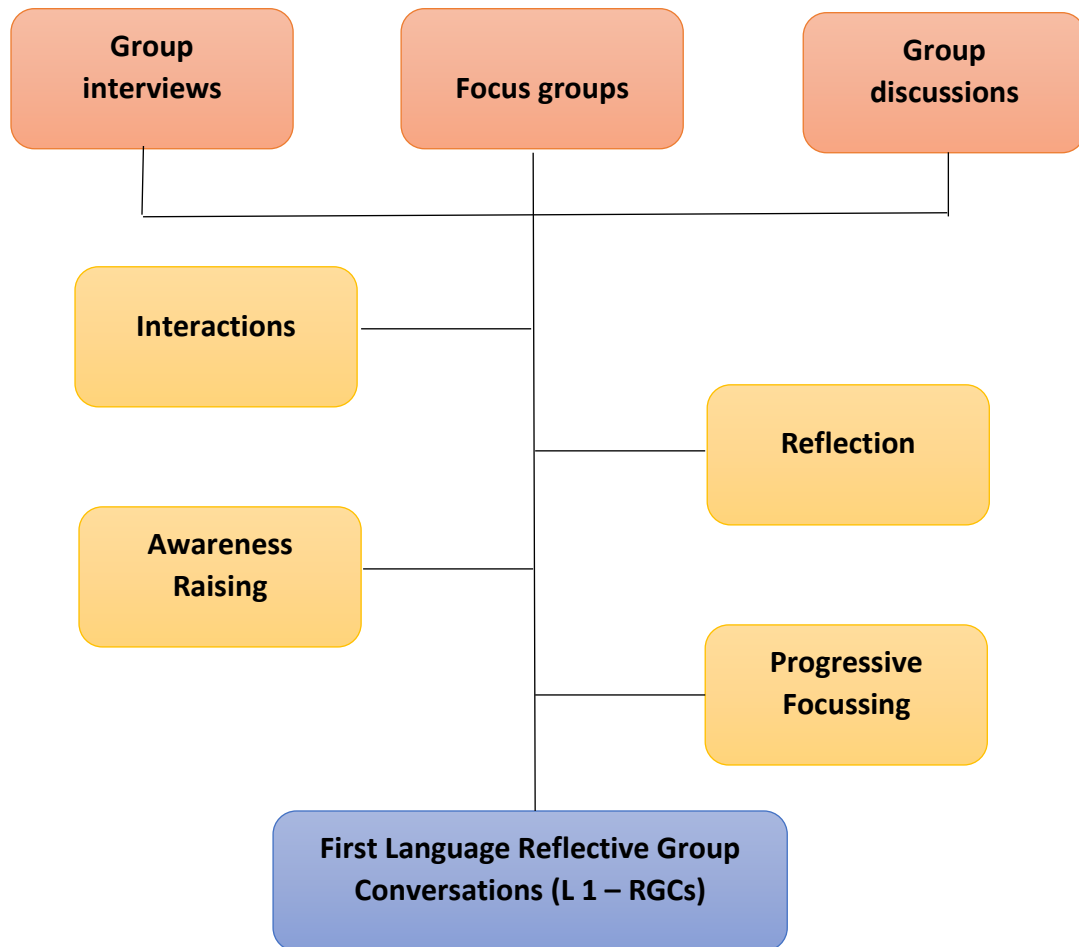 Group
interviews
Focus groups
Group
discussions
Interactions
Reflection
Awareness
Raising
Progressive
Focussing
First Language Reflective Group
Conversations (L 1 – RGCs)